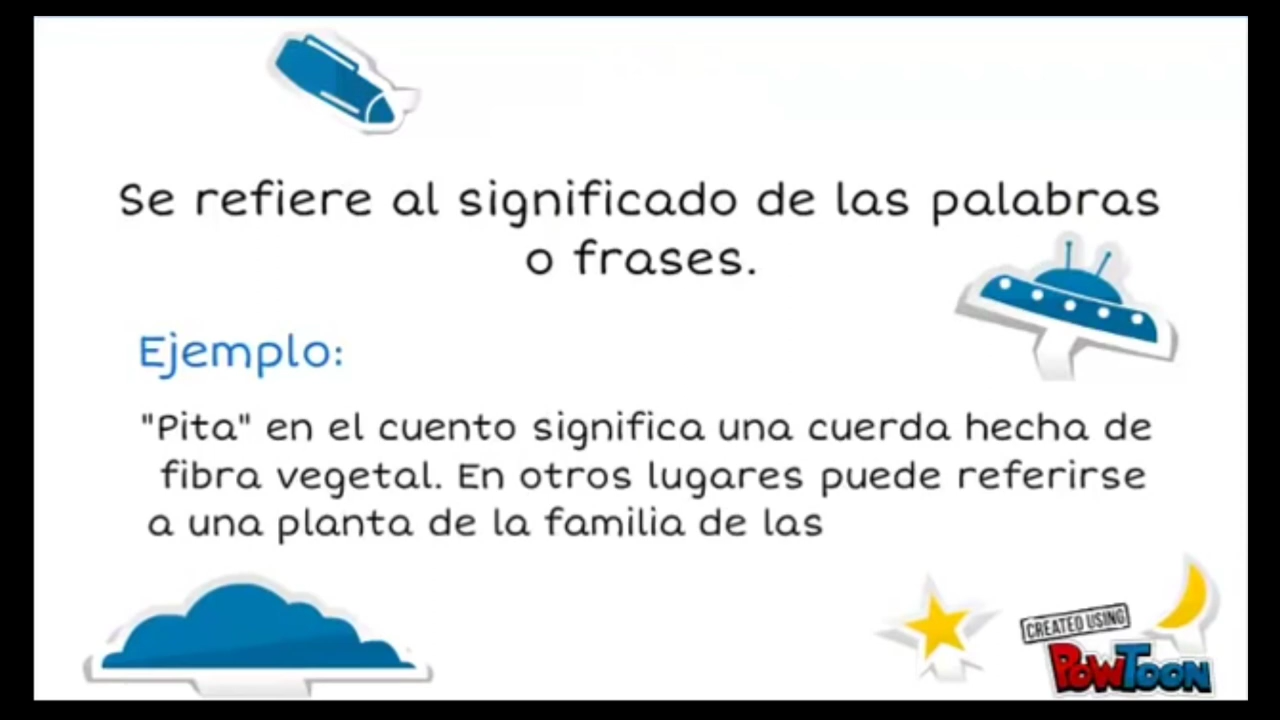 Se refiere al significado de las palabras
o frases.
Ejemplo:
"Pita" en el cuento significa una cuerda hecha de
fibra vegetal. En otros lugares puede referirse
a una planta de la familia de las
CREATED USING
POWTOON